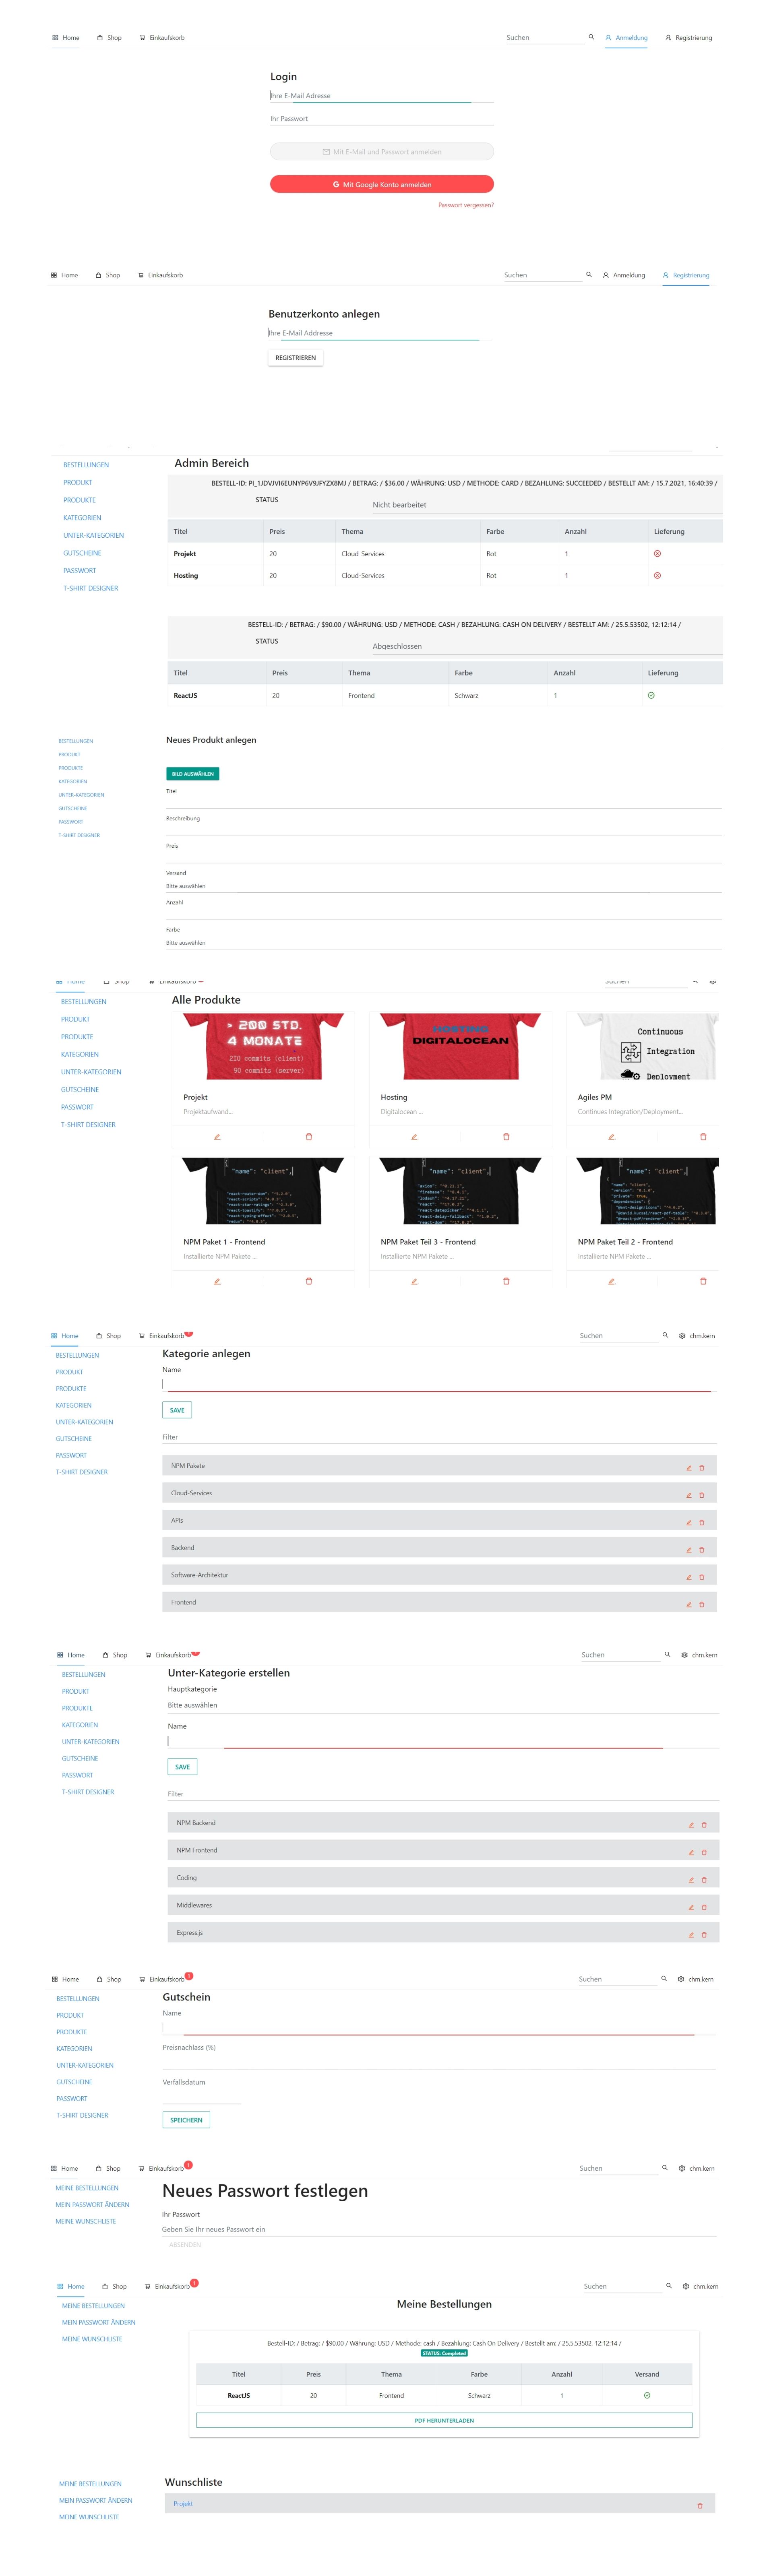 Home Shop Einkaufskorb Suchen Anmeldung Registrierung
Login
Ihre E-Mail Adresse
Ihr Passwort
Mit E-Mail und Passwort anmelden
G Mit Google Konto anmelden
Passwort vergessen?
Home Shop Einkaufskorb Suchen Anmeldung Registrierung
Benutzerkonto anlegen
Ihre E-Mail Addresse
REGISTRIEREN
Admin Bereich
BESTELLUNGEN
PRODUKT
PRODUKTE
KATEGORIEN
UNTER-KATEGORIEN
GUTSCHEINE
PASSWORT
T-SHIRT DESIGNER
BESTELL-ID: PI_1JDVJVI6EUNYP6V9JFYZX8MJ / BETRAG: / $36.00 / WÄHRUNG: USD / METHODE: CARD / BEZAHLUNG: SUCCEEDED / BESTELLT AM: / 15.7.2021, 16:40:39 /
STATUS Nicht bearbeitet
Titel Preis Thema Farbe Anzahl Lieferung
Projekt 20 Cloud-Services Rot 1
Hosting 20 Cloud-Services Rot 1
BESTELL-ID: / BETRAG: / $90.00 / WÄHRUNG: USD / METHODE: CASH / BEZAHLUNG: CASH ON DELIVERY / BESTELLT AM: / 25.5.53502, 12:12:14 /
STATUS Abgeschlossen
Titel Preis Thema Farbe Anzahl Lieferung
ReactJS 20 Frontend Schwarz 1
BESTELLUNGEN
PRODUKT
PRODUKTE
KATEGORIEN
UNTER-KATEGORIEN
GUTSCHEINE
PASSWORT
T-SHIRT DESIGNER
Neues Produkt anlegen
BILD AUSWÄHLEN
Titel
Beschreibung
Preis
Versand
Bitte auswählen
Anzahl
Farbe
Bitte auswählen
Home Shop Einkaufskorb Suchen
BESTELLUNGEN
PRODUKT
PRODUKTE
KATEGORIEN
UNTER-KATEGORIEN
GUTSCHEINE
PASSWORT
T-SHIRT DESIGNER
Alle Produkte
> 200 STD.
4 MONATE
210 commits (client)
90 commits (server)
HOSTING
DIGITALOCEAN
Continuous
Integration
Deployment
Projekt
Projektaufwand...
Hosting
Digitalocean ...
Agiles PM
Continues Integration/Deployment...
"name": "client",
"name": "client",
NPM Paket 1 - Frontend
Installierte NPM Pakete ...
NPM Paket Teil 3 - Frontend
Installierte NPM Pakete ...
NPM Paket Teil 2 - Frontend
Installierte NPM Pakete ...
Home Shop Einkaufskorb Suchen chm.kern
BESTELLUNGEN
PRODUKT
PRODUKTE
KATEGORIEN
UNTER-KATEGORIEN
GUTSCHEINE
PASSWORT
T-SHIRT DESIGNER
Kategorie anlegen
Name
SAVE
Filter
NPM Pakete
Cloud-Services
APIs
Backend
Software-Architektur
Frontend
Home Shop Einkaufskorb Suchen chm.kern
BESTELLUNGEN
PRODUKT
PRODUKTE
KATEGORIEN
UNTER-KATEGORIEN
GUTSCHEINE
PASSWORT
T-SHIRT DESIGNER
Unter-Kategorie erstellen
Hauptkategorie
Bitte auswählen
Name
SAVE
Filter
NPM Backend
NPM Frontend
Coding
Middlewares
Express.js
Home Shop Einkaufskorb 1 Suchen chm.kern
BESTELLUNGEN
PRODUKT
PRODUKTE
KATEGORIEN
UNTER-KATEGORIEN
GUTSCHEINE
PASSWORT
T-SHIRT DESIGNER
Gutschein
Name
Preisnachlass (%)
Verfallsdatum
SPEICHERN
Home Shop Einkaufskorb 1 Suchen chm.kern
MEINE BESTELLUNGEN
MEIN PASSWORT ÄNDERN
MEINE WUNSCHLISTE
Neues Passwort festlegen
Ihr Passwort
Geben Sie Ihr neues Passwort ein
ABSENDEN
Home Shop Einkaufskorb 1 Suchen chm.kern
MEINE BESTELLUNGEN
MEIN PASSWORT ÄNDERN
MEINE WUNSCHLISTE
Meine Bestellungen
Bestell-ID: / Betrag: / $90.00 / Währung: USD / Methode: cash / Bezahlung: Cash On Delivery / Bestellt am: / 25.5.53502, 12:12:14 /
STATUS: Completed
Titel Preis Thema Farbe Anzahl Versand
ReactJS 20 Frontend Schwarz 1
PDF HERUNTERLADEN
MEINE BESTELLUNGEN
MEIN PASSWORT ÄNDERN
MEINE WUNSCHLISTE
Wunschliste
Projekt